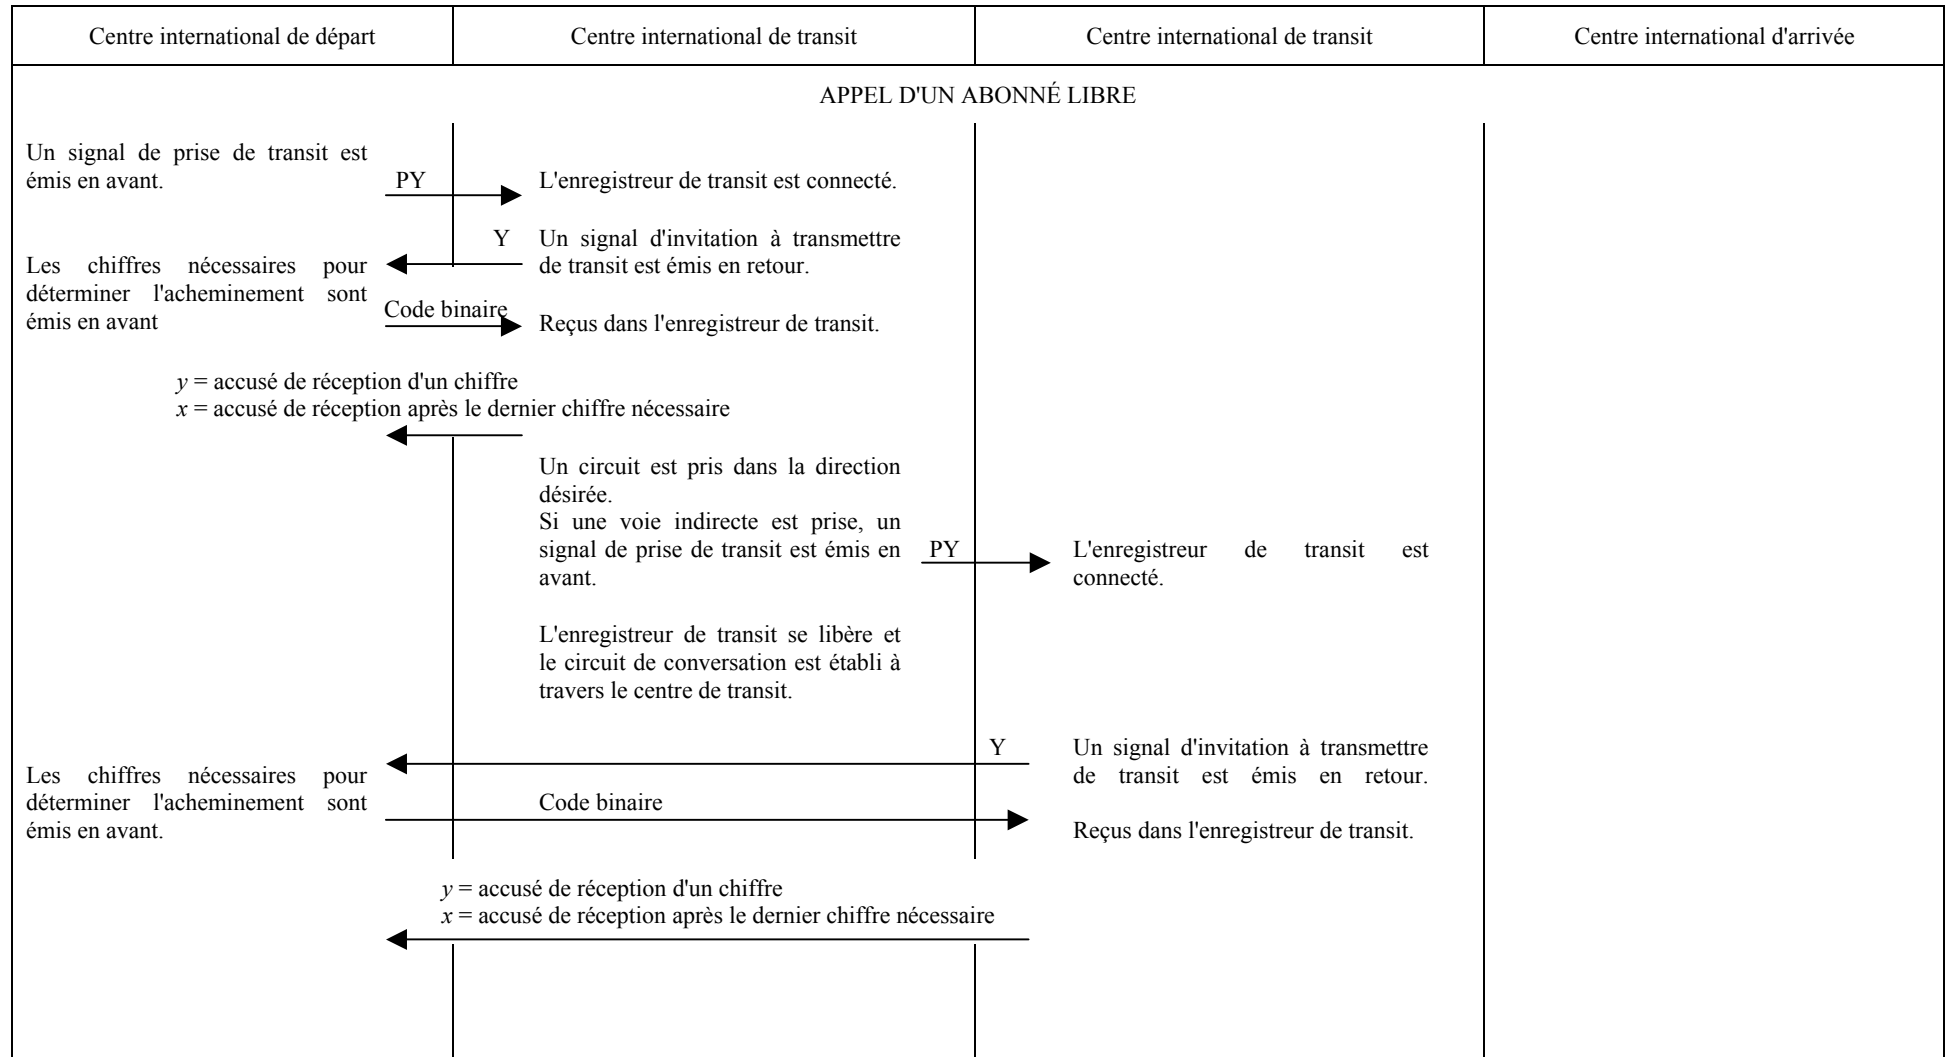 Centre international de départ
Centre international de transit
Centre international de transit
Centre international d'arrivée
APPEL D'UN ABONNÉ LIBRE
Un signal de prise de transit est
émis en avant.
PY
L'enregistreur de transit est connecté.
Y
Un signal d'invitation à transmettre
de transit est émis en retour.
Les chiffres nécessaires pour
déterminer l'acheminement sont
émis en avant
Code binaire
Reçus dans l'enregistreur de transit.
y = accusé de réception d'un chiffre
x = accusé de réception après le dernier chiffre nécessaire
Un circuit est pris dans la direction
désirée.
Si une voie indirecte est prise, un
signal de prise de transit est émis en
avant.
PY
L'enregistreur de transit est
connecté.
L'enregistreur de transit se libère et
le circuit de conversation est établi à
travers le centre de transit.
Y
Un signal d'invitation à transmettre
de transit est émis en retour.
Les chiffres nécessaires pour
déterminer l'acheminement sont
émis en avant.
Code binaire
Reçus dans l'enregistreur de transit.
y = accusé de réception d'un chiffre
x = accusé de réception après le dernier chiffre nécessaire